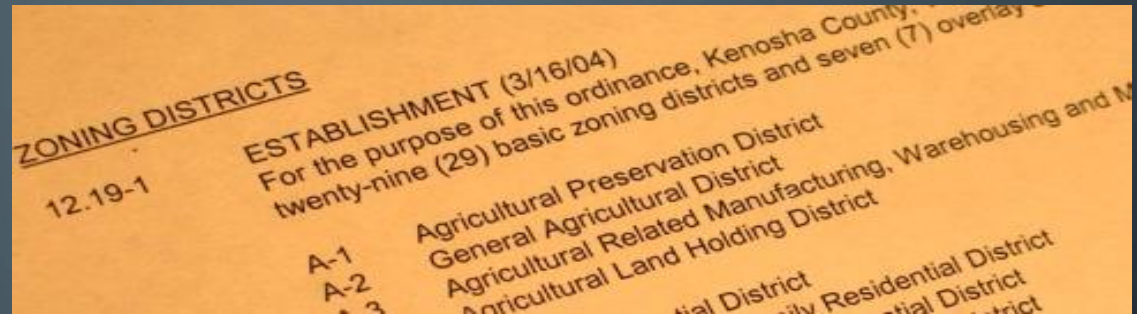 ZONING DISTRICTS
12.19-1 ESTABLISHMENT (3/16/04)
For the purpose of this ordinance, Kenosha County,
twenty-nine (29) basic zoning districts and seven (7) overlay
A-1 Agricultural Preservation District
A-2 General Agricultural District
Agricultural Related Manufacturing, Warehousing and
Agricultural Land Holding District
District
Residential District
District